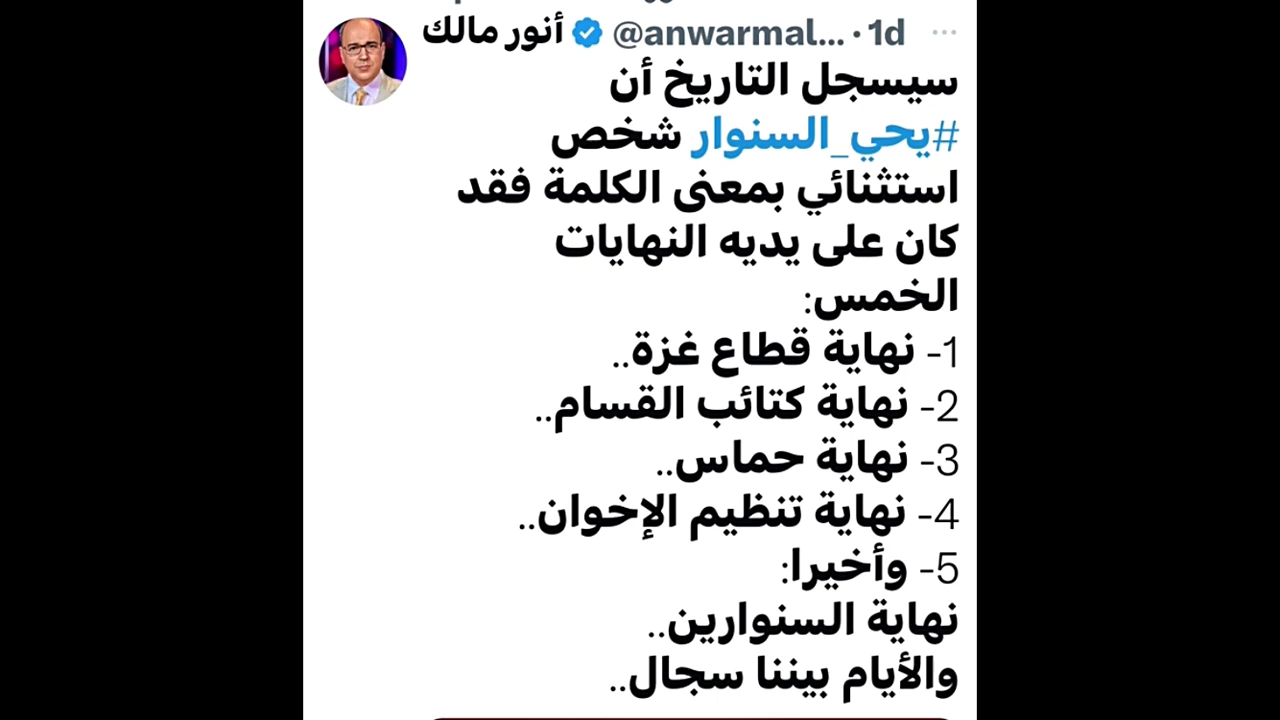 أنور مالك @anwarmal... · 1d ...
سيسجل التاريخ أن
#يحي_السنوار شخص
استثنائي بمعنى الكلمة فقد
كان على يديه النهايات
الخمس:
1- نهاية قطاع غزة..
2- نهاية كتائب القسام..
3- نهاية حماس..
4- نهاية تنظيم الإخوان..
5- وأخيرا:
نهاية السنوارين..
والأيام بيننا سجال..